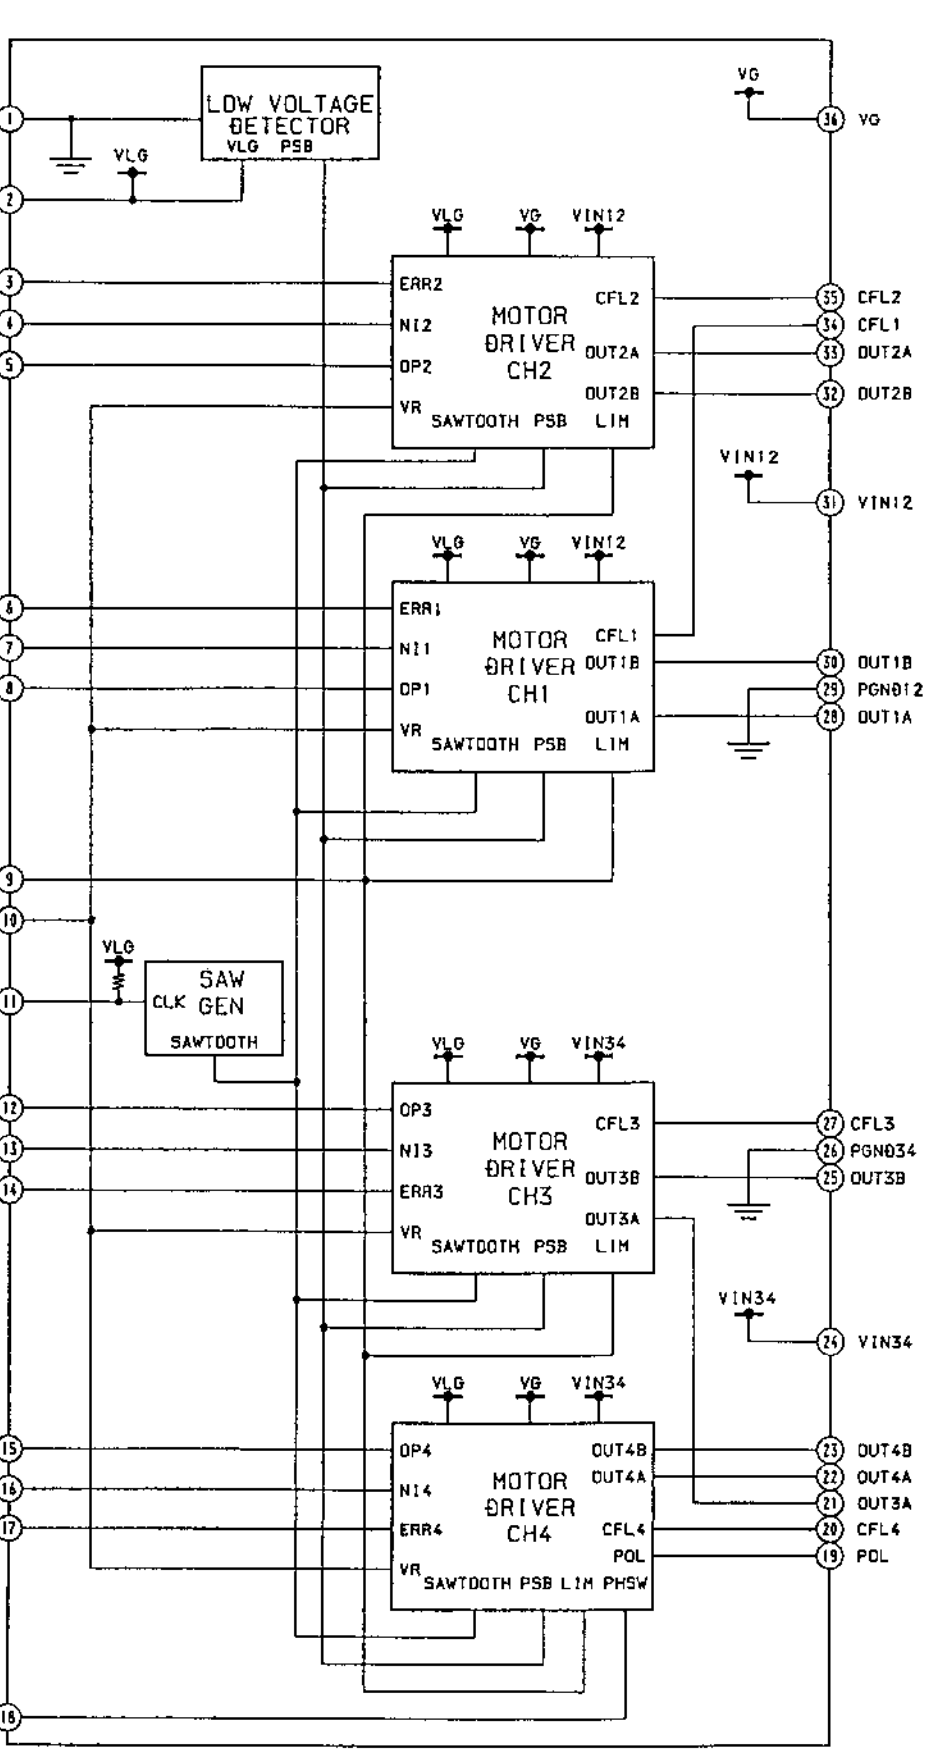 LOW VOLTAGE
DETECTOR
VLG PSB
VG
1
36 VG
VLG
2
VLG VG VIN12
3 ERR2
MOTOR
DRIVER
CH2
CFL2 35 CFL2
4 NI2
34 CFL1
5 OP2
OUT2A 33 OUT2A
OUT2B 32 OUT2B
VR
SAWTOOTH PSB LIM
VIN12
31 VIN12
VLG VG VIN12
6 ERR1
MOTOR
DRIVER
CH1
CFL1
7 NI1
OUT1B 30 OUT1B
8 OP1
29 PGND12
OUT1A 28 OUT1A
VR
SAWTOOTH PSB LIM
9
10
VLG
SAW
GEN
11 CLK
SAWTOOTH
VLG VG VIN34
12 OP3
MOTOR
DRIVER
CH3
CFL3 27 CFL3
13 NI3
26 PGND34
OUT3B 25 OUT3B
14 ERR3
OUT3A
VR
SAWTOOTH PSB LIM
VIN34
24 VIN34
VLG VG VIN34
15 OP4
MOTOR
DRIVER
CH4
OUT4B 23 OUT4B
OUT4A 22 OUT4A
16 NI4
21 OUT3A
17 ERR4
CFL4 20 CFL4
POL 19 POL
VR
SAWTOOTH PSB LIM PHSW
18